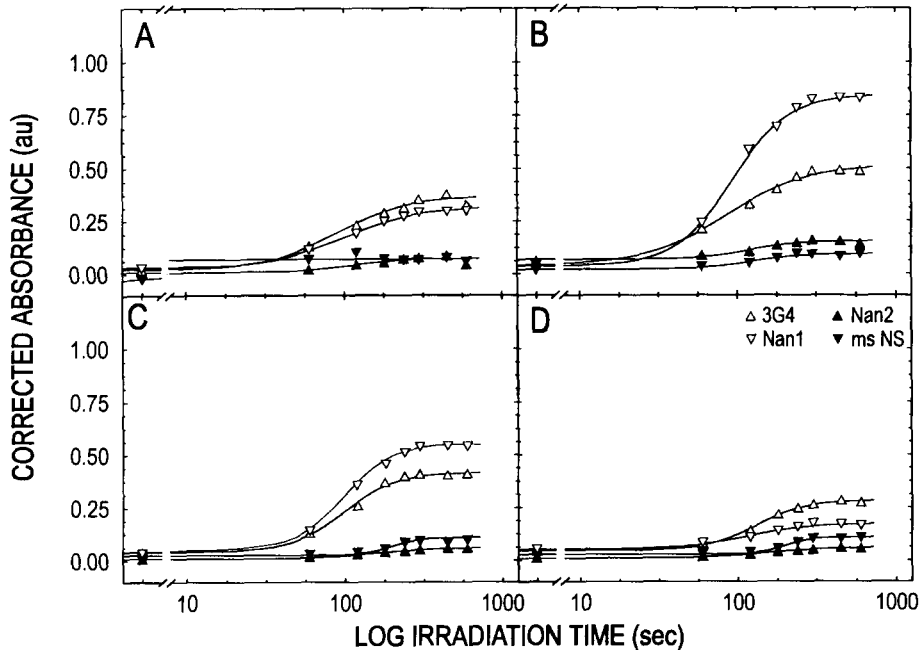 A
B
1.00
0.75
0.50
0.25
0.00
C
D
△ 3G4 ▲ Nan2
▽ Nan1 ▼ ms NS
1.00
0.75
0.50
0.25
0.00
CORRECTED ABSORBANCE (au)
10 100 1000 10 100 1000
LOG IRRADIATION TIME (sec)